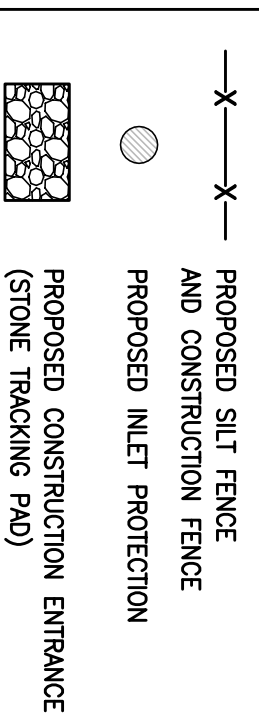 PROPOSED SILT FENCE
AND CONSTRUCTION FENCE
PROPOSED INLET PROTECTION
PROPOSED CONSTRUCTION ENTRANCE
(STONE TRACKING PAD)